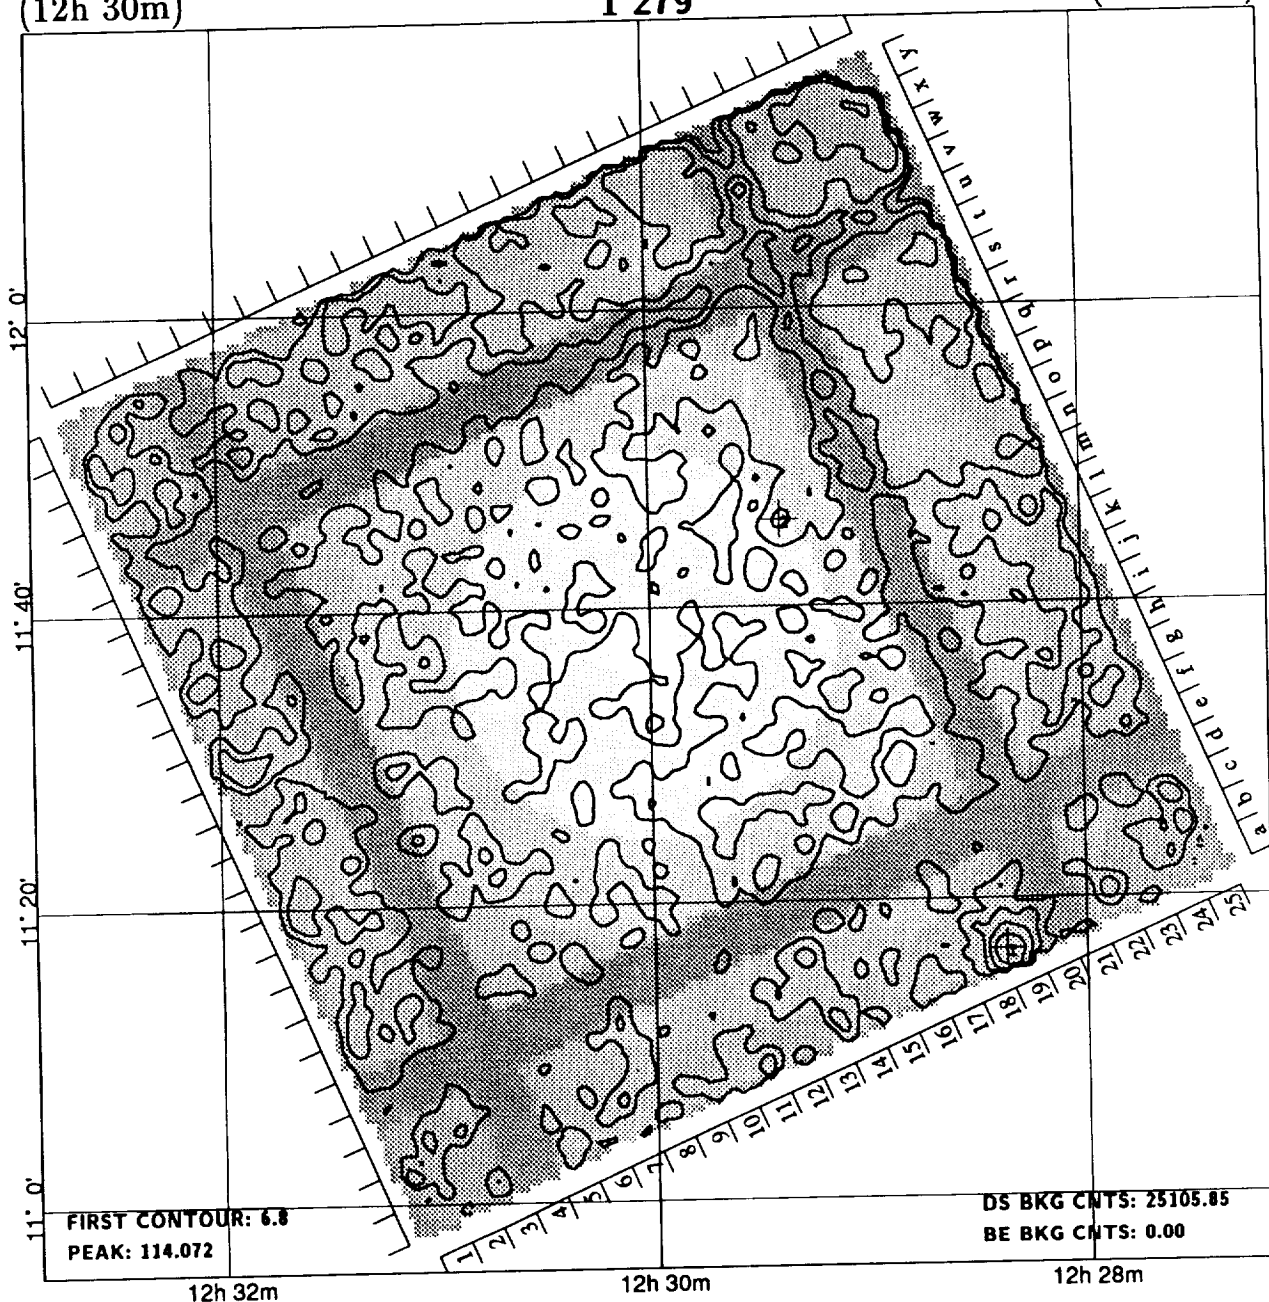 (12h 30m)
I 279
y
x
w
v
u
t
s
r
q
p
o
n
m
l
k
j
i
h
g
f
e
d
c
b
a
12° 0'
11° 40'
11° 20'
11° 0'
1 2 3 4 5 6 7 8 9 10 11 12 13 14 15 16 17 18 19 20 21 22 23 24 25
FIRST CONTOUR: 6.8
PEAK: 114.072
DS BKG CNTS: 25105.85
BE BKG CNTS: 0.00
12h 32m
12h 30m
12h 28m